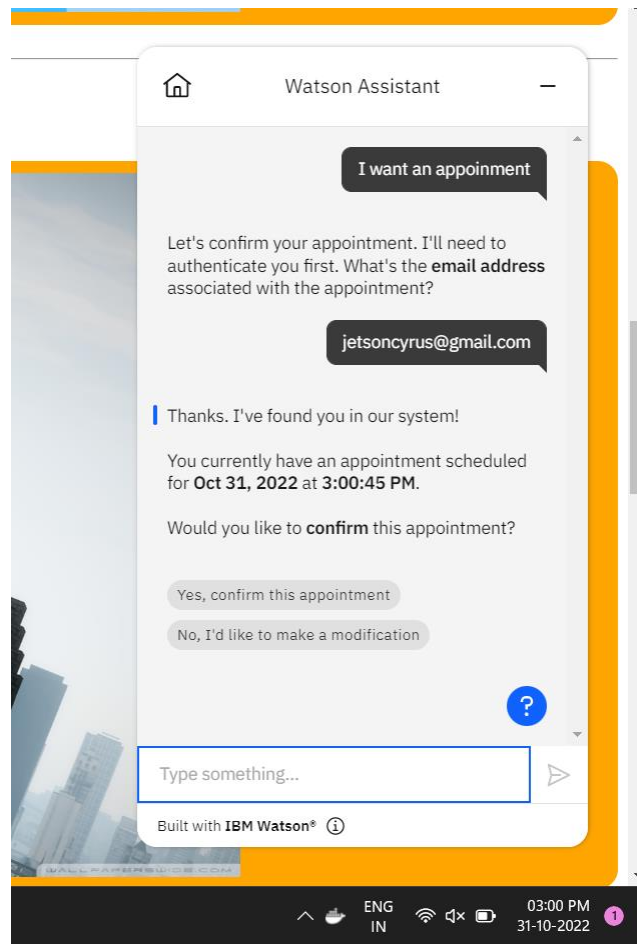 Watson Assistant
I want an appoinment
Let's confirm your appointment. I'll need to
authenticate you first. What's the email address
associated with the appointment?
jetsoncyrus@gmail.com
Thanks. I've found you in our system!
You currently have an appointment scheduled
for Oct 31, 2022 at 3:00:45 PM.
Would you like to confirm this appointment?
Yes, confirm this appointment
No, I'd like to make a modification
?
Type something...
Built with IBM Watson®
WALLPAPERSWIDE.COM
ENG
IN
03:00 PM
31-10-2022
1